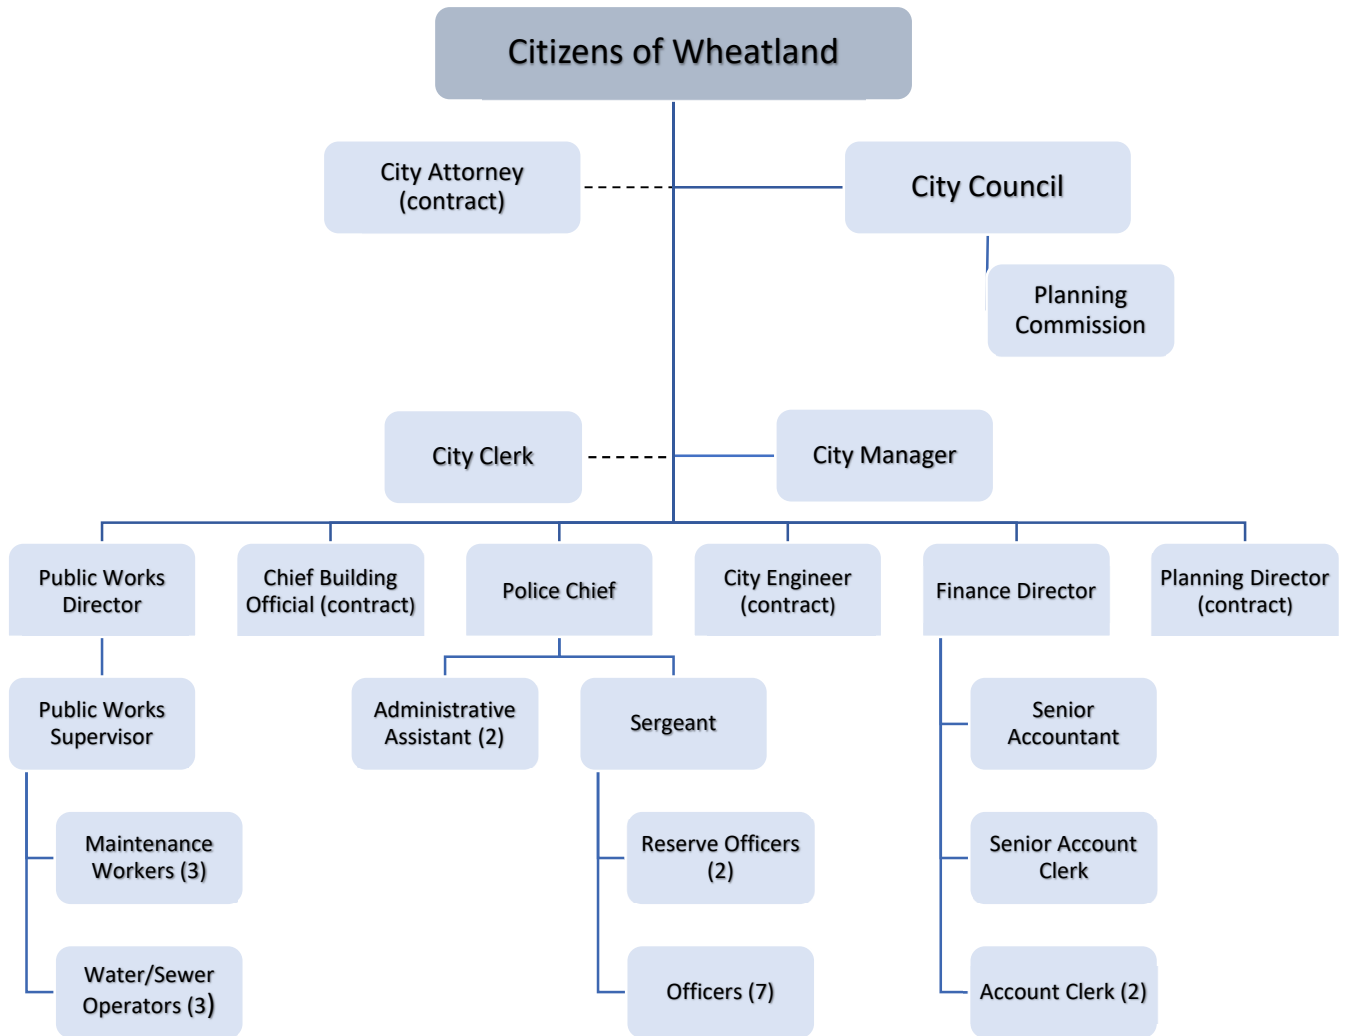 Citizens of Wheatland
City Attorney
(contract)
City Council
Planning
Commission
City Clerk
City Manager
Public Works
Director
Chief Building
Official (contract)
Police Chief
City Engineer
(contract)
Finance Director
Planning Director
(contract)
Public Works
Supervisor
Administrative
Assistant (2)
Sergeant
Senior
Accountant
Maintenance
Workers (3)
Reserve Officers
(2)
Senior Account
Clerk
Water/Sewer
Operators (3)
Officers (7)
Account Clerk (2)